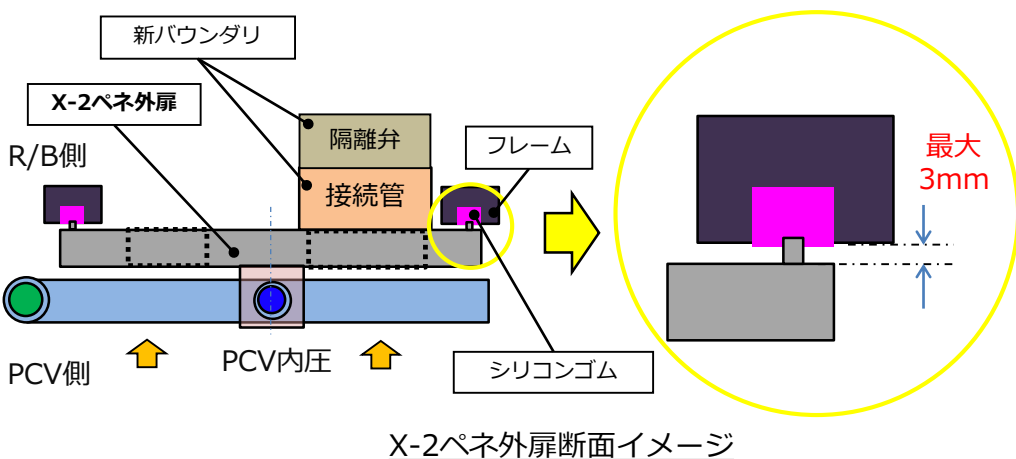 新バウンダリ
X-2ペネ外扉
R/B側
隔離弁
接続管
フレーム
最大
3mm
PCV側
PCV内圧
シリコンゴム
X-2ペネ外扉断面イメージ